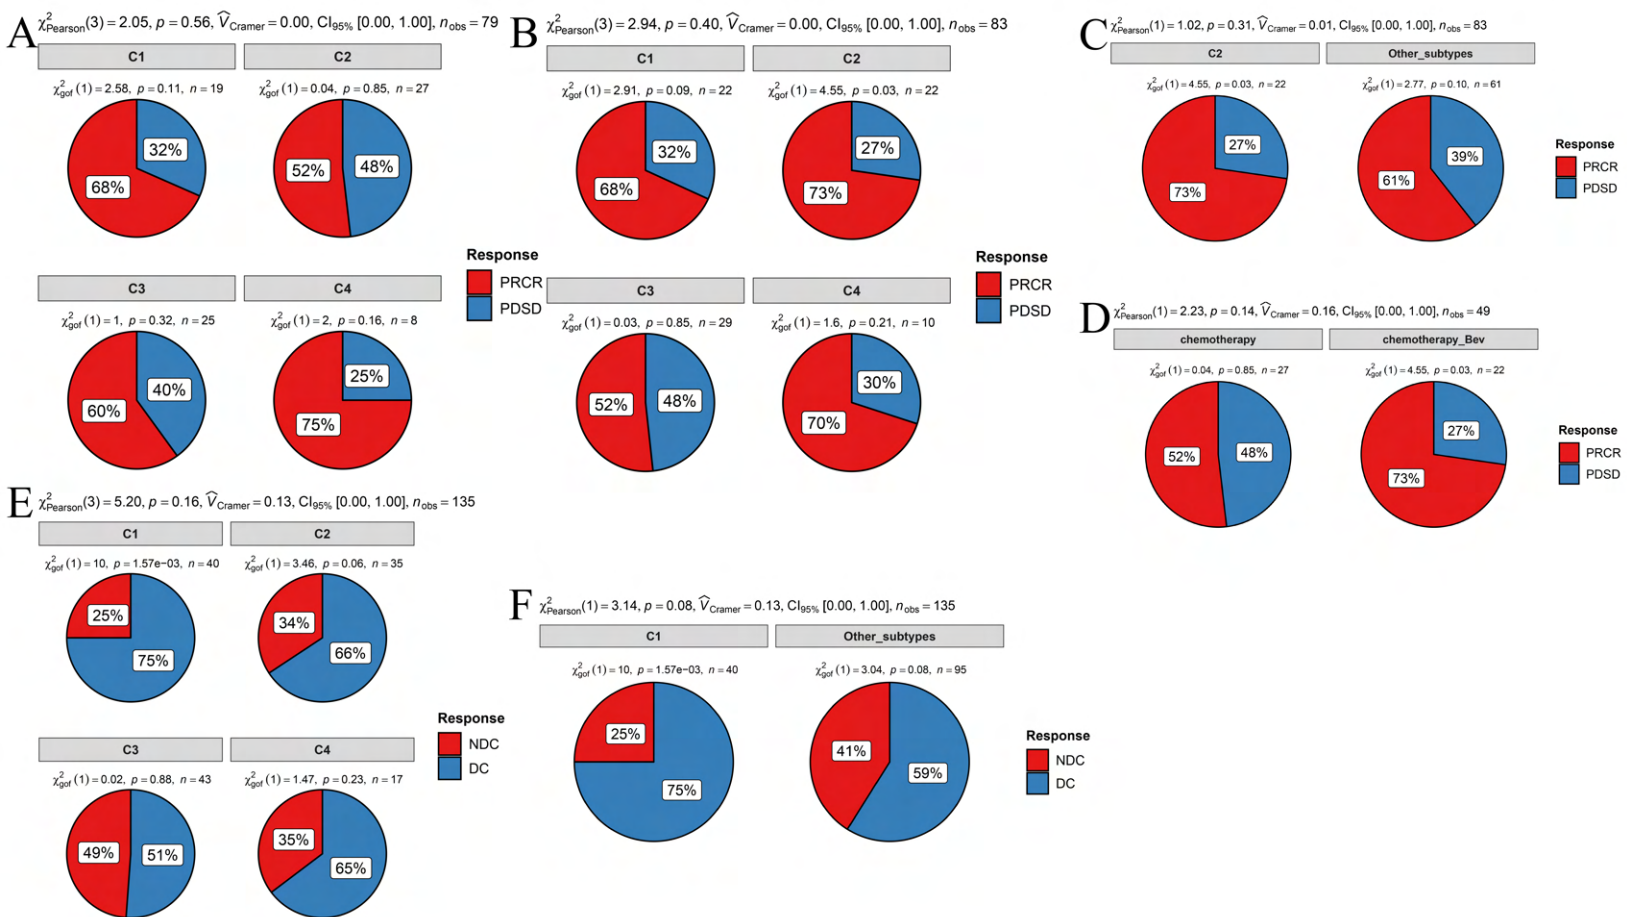 A
χ²Pearson(3) = 2.05, p = 0.56, V̂Cramer = 0.00, CI95% [0.00, 1.00], nobs = 79
C1
C2
χ²gof (1) = 2.58, p = 0.11, n = 19
χ²gof (1) = 0.04, p = 0.85, n = 27
32%
68%
52%
48%
C3
C4
χ²gof (1) = 1, p = 0.32, n = 25
χ²gof (1) = 2, p = 0.16, n = 8
40%
60%
25%
75%
Response
PRCR
PDSD
B
χ²Pearson(3) = 2.94, p = 0.40, V̂Cramer = 0.00, CI95% [0.00, 1.00], nobs = 83
C1
C2
χ²gof (1) = 2.91, p = 0.09, n = 22
χ²gof (1) = 4.55, p = 0.03, n = 22
32%
68%
27%
73%
C3
C4
χ²gof (1) = 0.03, p = 0.85, n = 29
χ²gof (1) = 1.6, p = 0.21, n = 10
52%
48%
30%
70%
Response
PRCR
PDSD
C
χ²Pearson(1) = 1.02, p = 0.31, V̂Cramer = 0.01, CI95% [0.00, 1.00], nobs = 83
C2
Other_subtypes
χ²gof (1) = 4.55, p = 0.03, n = 22
χ²gof (1) = 2.77, p = 0.10, n = 61
27%
73%
39%
61%
Response
PRCR
PDSD
D
χ²Pearson(1) = 2.23, p = 0.14, V̂Cramer = 0.16, CI95% [0.00, 1.00], nobs = 49
chemotherapy
chemotherapy_Bev
χ²gof (1) = 0.04, p = 0.85, n = 27
χ²gof (1) = 4.55, p = 0.03, n = 22
52%
48%
27%
73%
Response
PRCR
PDSD
E
χ²Pearson(3) = 5.20, p = 0.16, V̂Cramer = 0.13, CI95% [0.00, 1.00], nobs = 135
C1
C2
χ²gof (1) = 10, p = 1.57e−03, n = 40
χ²gof (1) = 3.46, p = 0.06, n = 35
25%
75%
34%
66%
C3
C4
χ²gof (1) = 0.02, p = 0.88, n = 43
χ²gof (1) = 1.47, p = 0.23, n = 17
49%
51%
35%
65%
Response
NDC
DC
F
χ²Pearson(1) = 3.14, p = 0.08, V̂Cramer = 0.13, CI95% [0.00, 1.00], nobs = 135
C1
Other_subtypes
χ²gof (1) = 10, p = 1.57e−03, n = 40
χ²gof (1) = 3.04, p = 0.08, n = 95
25%
75%
41%
59%
Response
NDC
DC